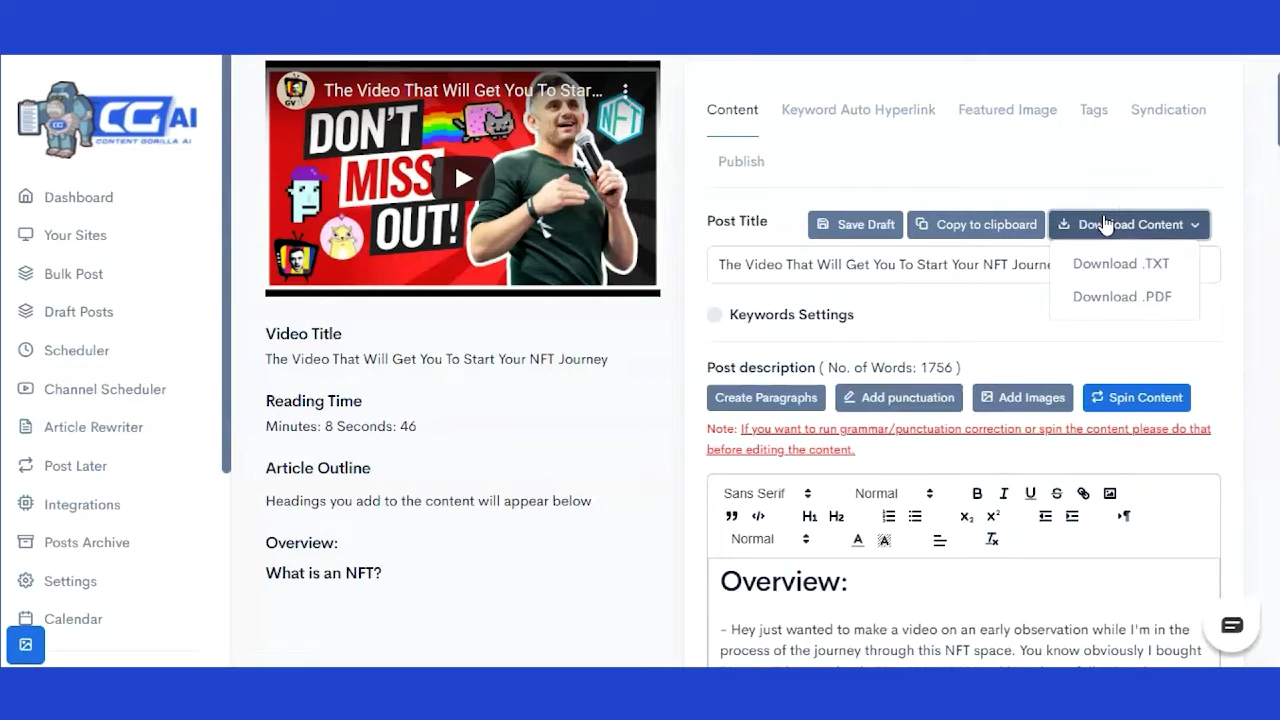 CG AI
CONTENT GORILLA AI
Dashboard
Your Sites
Bulk Post
Draft Posts
Scheduler
Channel Scheduler
Article Rewriter
Post Later
Integrations
Posts Archive
Settings
Calendar
GV
The Video That Will Get You To Star...
DON'T
MISS
OUT!
NFT
Video Title
The Video That Will Get You To Start Your NFT Journey
Reading Time
Minutes: 8 Seconds: 46
Article Outline
Headings you add to the content will appear below
Overview:
What is an NFT?
Content Keyword Auto Hyperlink Featured Image Tags Syndication
Publish
Post Title Save Draft Copy to clipboard Download Content
The Video That Will Get You To Start Your NFT Journe
Download .TXT
Download .PDF
Keywords Settings
Post description ( No. of Words: 1756 )
Create Paragraphs Add punctuation Add Images Spin Content
Note: If you want to run grammar/punctuation correction or spin the content please do that
before editing the content.
Sans Serif Normal B I U S
H1 H2 X2 X2
Normal A A Tx
Overview:
- Hey just wanted to make a video on an early observation while I'm in the
process of the journey through this NFT space. You know obviously I bought